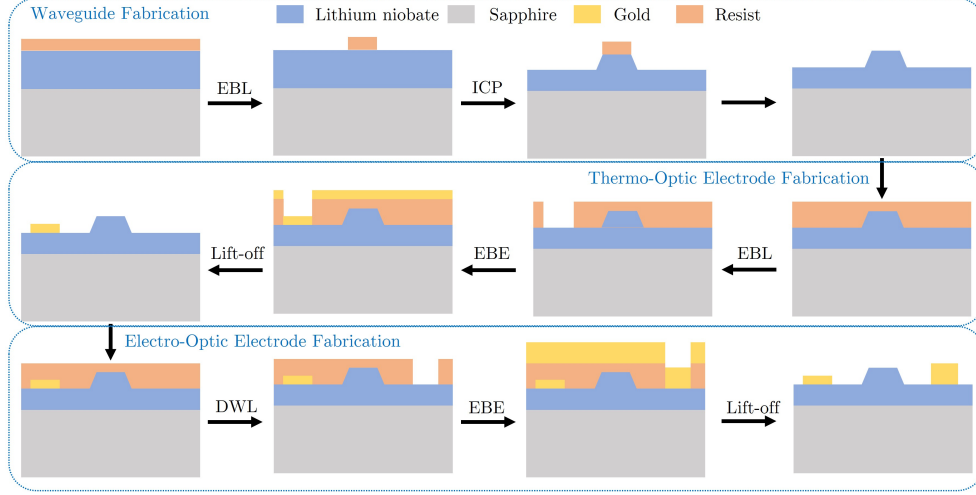 Waveguide Fabrication
Lithium niobate
Sapphire
Gold
Resist
EBL
ICP
Thermo-Optic Electrode Fabrication
Lift-off
EBE
EBL
Electro-Optic Electrode Fabrication
DWL
EBE
Lift-off